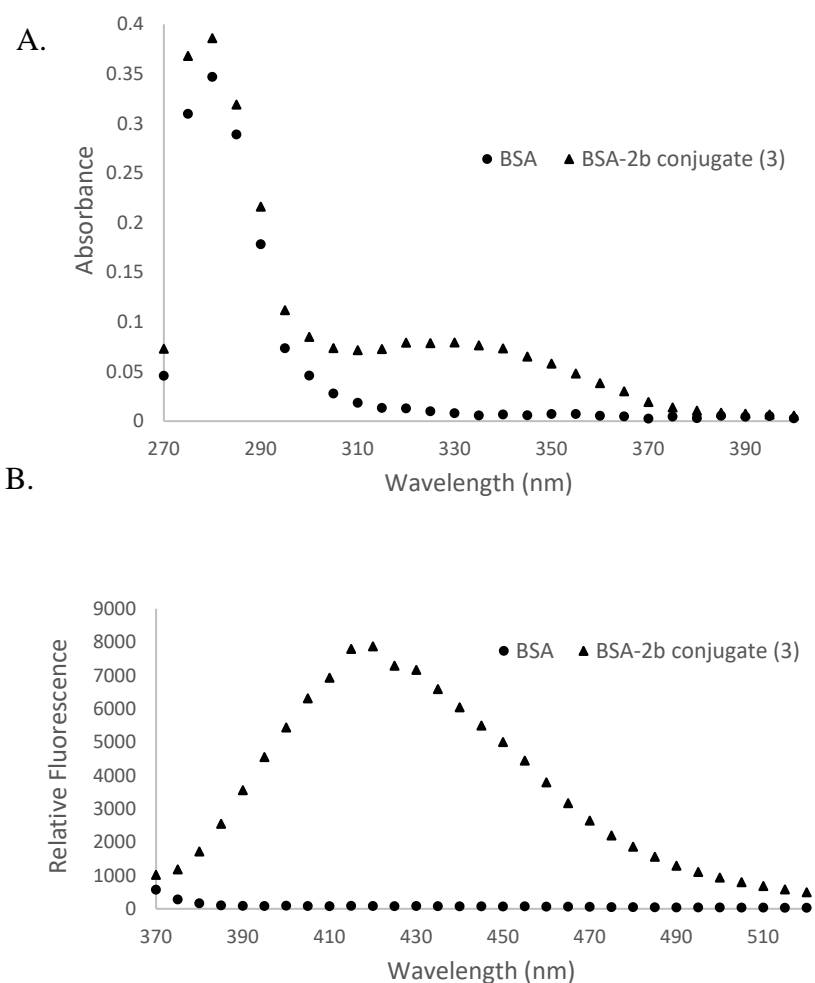 A.
0.4
0.35
0.3
0.25
0.2
0.15
0.1
0.05
0
Absorbance
BSA BSA-2b conjugate (3)
270 290 310 330 350 370 390
Wavelength (nm)
B.
9000
8000
7000
6000
5000
4000
3000
2000
1000
0
Relative Fluorescence
BSA BSA-2b conjugate (3)
370 390 410 430 450 470 490 510
Wavelength (nm)